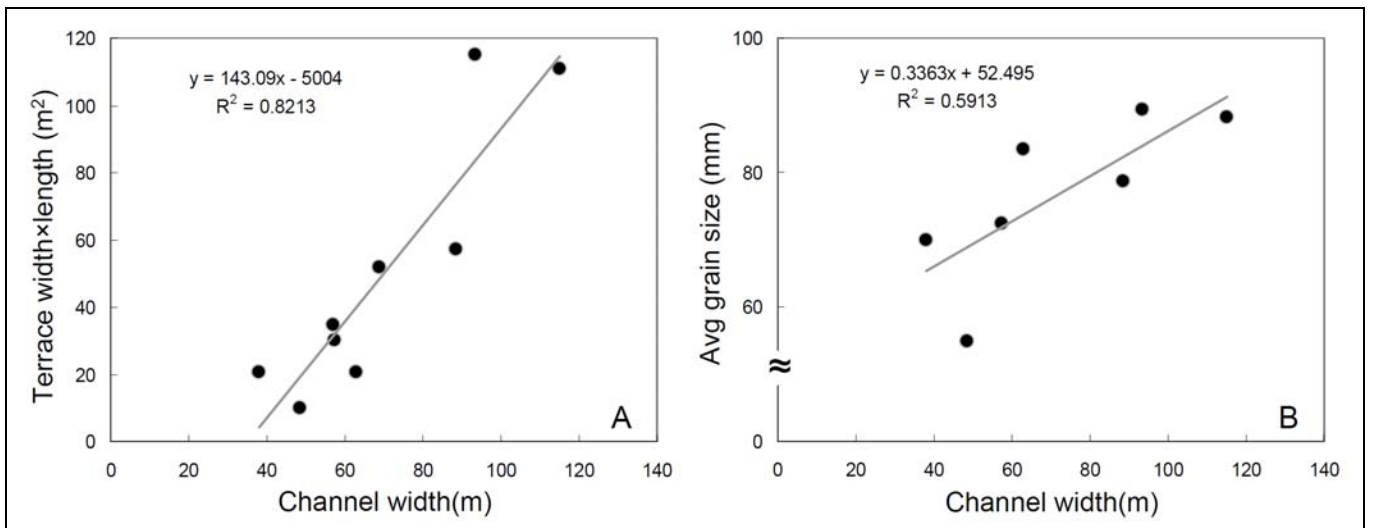 120
100
80
60
40
20
0
0 20 40 60 80 100 120 140
Terrace width×length (m²)
Channel width(m)
y = 143.09x - 5004
R² = 0.8213
A
100
80
60
0
0 20 40 60 80 100 120 140
Avg grain size (mm)
Channel width(m)
y = 0.3363x + 52.495
R² = 0.5913
≈
B